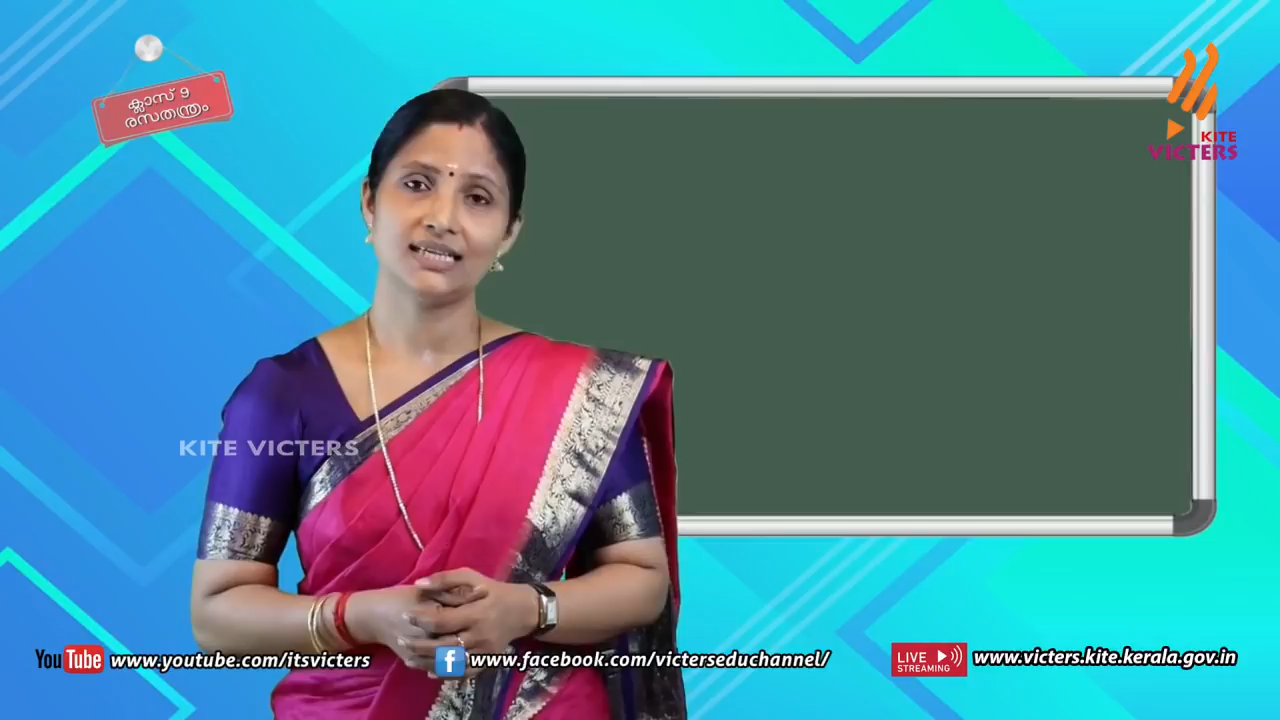 ക്ലാസ് 9
രസതന്ത്രം
KITE
VICTERS
KITE VICTERS
YouTube www.youtube.com/itsvicters
f www.facebook.com/victerseduchannel/
LIVE
STREAMING
www.victers.kite.kerala.gov.in